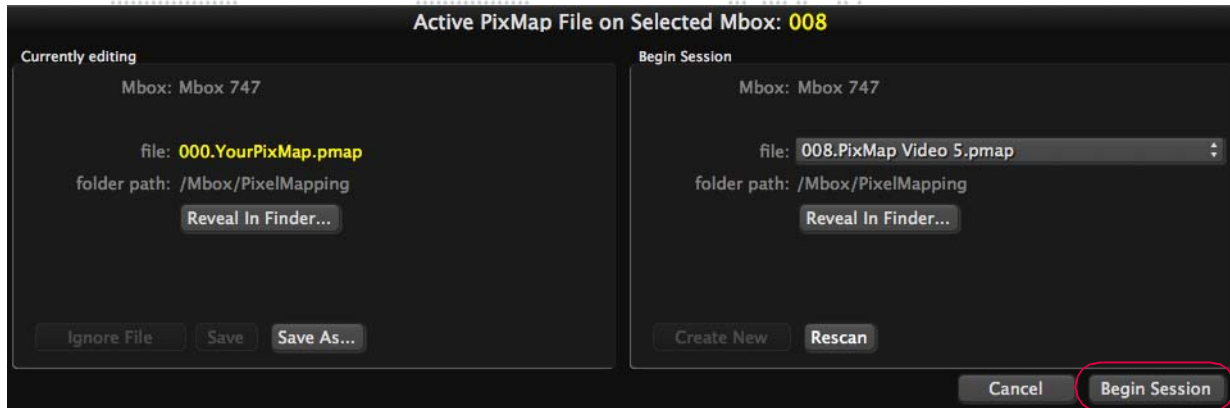 Active PixMap File on Selected Mbox: 008
Currently editing
Mbox: Mbox 747
file: 000.YourPixMap.pmap
folder path: /Mbox/PixelMapping
Reveal In Finder...
Ignore File
Save
Save As...
Begin Session
Mbox: Mbox 747
file: 008.PixMap Video 5.pmap
folder path: /Mbox/PixelMapping
Reveal In Finder...
Create New
Rescan
Cancel
Begin Session